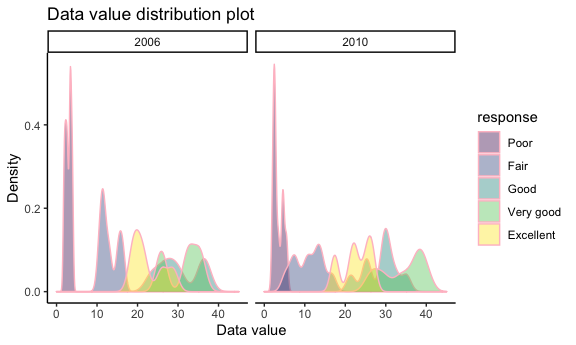 Data value distribution plot
2006
2010
Density
0.4
0.2
0.0
0 10 20 30 40
0 10 20 30 40
Data value
response
Poor
Fair
Good
Very good
Excellent